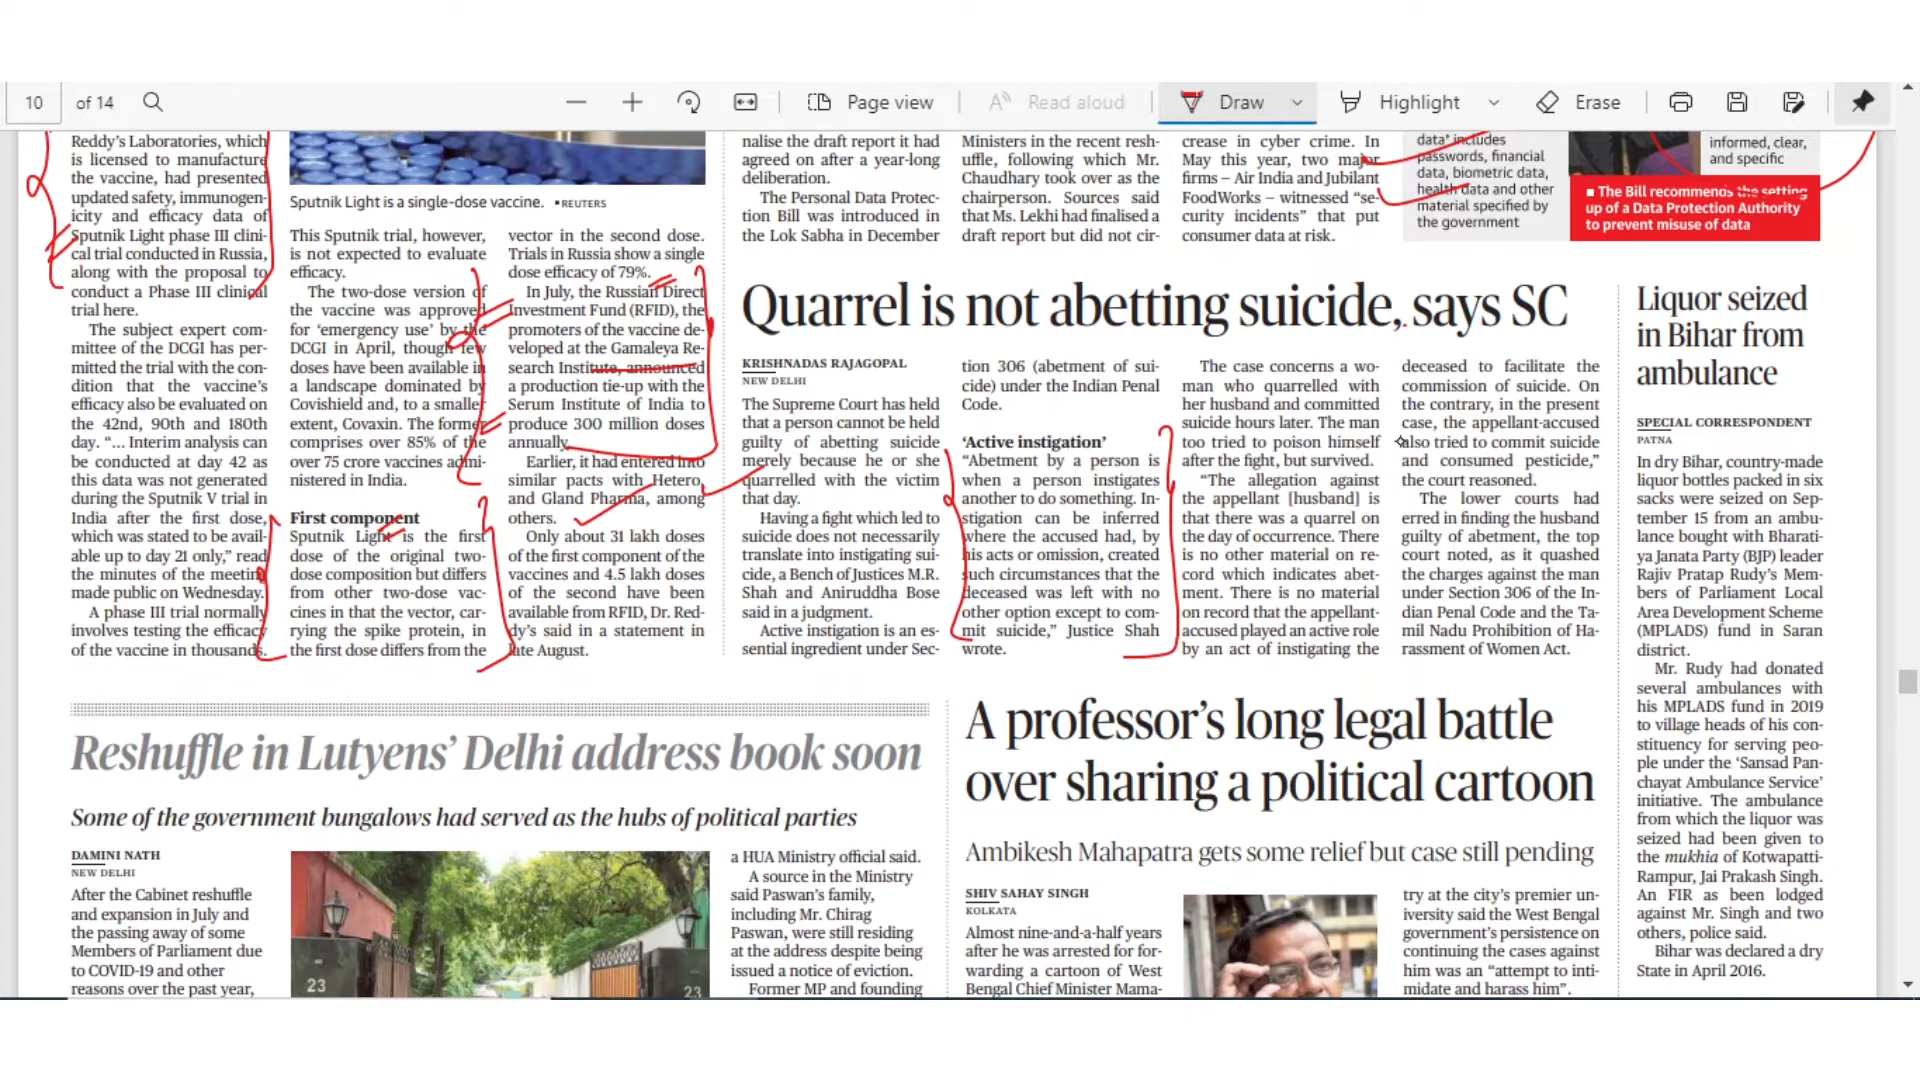 10 of 14
Page view
Read aloud
Draw
Highlight
Erase
Reddy's Laboratories, which
is licensed to manufacture
the vaccine, had presented
updated safety, immunogen-
icity and efficacy data of
Sputnik Light phase III clini-
cal trial conducted in Russia,
along with the proposal to
conduct a Phase III clinical
trial here.
The subject expert com-
mittee of the DCGI has per-
mitted the trial with the con-
dition that the vaccine's
efficacy also be evaluated on
the 42nd, 90th and 180th
day. "... Interim analysis can
be conducted at day 42 as
this data was not generated
during the Sputnik V trial in
India after the first dose,
which was stated to be avail-
able up to day 21 only," read
the minutes of the meeting
made public on Wednesday.
A phase III trial normally
involves testing the efficacy
of the vaccine in thousands.
Sputnik Light is a single-dose vaccine. ▪REUTERS
This Sputnik trial, however,
is not expected to evaluate
efficacy.
The two-dose version of
the vaccine was approved
for 'emergency use' by the
DCGI in April, though few
doses have been available in
a landscape dominated by
Covishield and, to a smaller
extent, Covaxin. The former
comprises over 85% of the
over 75 crore vaccines admi-
nistered in India.
First component
Sputnik Light is the first
dose of the original two-
dose composition but differs
from other two-dose vac-
cines in that the vector, car-
rying the spike protein, in
the first dose differs from the
vector in the second dose.
Trials in Russia show a single
dose efficacy of 79%.
In July, the Russian Direct
Investment Fund (RFID), the
promoters of the vaccine de-
veloped at the Gamaleya Re-
search Institute, announced
a production tie-up with the
Serum Institute of India to
produce 300 million doses
annually.
Earlier, it had entered into
similar pacts with Hetero,
and Gland Pharma, among
others.
Only about 31 lakh doses
of the first component of the
vaccines and 4.5 lakh doses
of the second have been
available from RFID, Dr. Red-
dy's said in a statement in
late August.
nalise the draft report it had
agreed on after a year-long
deliberation.
The Personal Data Protec-
tion Bill was introduced in
the Lok Sabha in December
Ministers in the recent resh-
uffle, following which Mr.
Chaudhary took over as the
chairperson. Sources said
that Ms. Lekhi had finalised a
draft report but did not cir-
crease in cyber crime. In
May this year, two major
firms – Air India and Jubilant
FoodWorks – witnessed "se-
curity incidents" that put
consumer data at risk.
data' includes
passwords, financial
data, biometric data,
health data and other
material specified by
the government
informed, clear,
and specific
■ The Bill recommends the setting
up of a Data Protection Authority
to prevent misuse of data
Quarrel is not abetting suicide, says SC
KRISHNADAS RAJAGOPAL
NEW DELHI
The Supreme Court has held
that a person cannot be held
guilty of abetting suicide
merely because he or she
quarrelled with the victim
that day.
Having a fight which led to
suicide does not necessarily
translate into instigating sui-
cide, a Bench of Justices M.R.
Shah and Aniruddha Bose
said in a judgment.
Active instigation is an es-
sential ingredient under Sec-
tion 306 (abetment of sui-
cide) under the Indian Penal
Code.
'Active instigation'
"Abetment by a person is
when a person instigates
another to do something. In-
stigation can be inferred
where the accused had, by
his acts or omission, created
such circumstances that the
deceased was left with no
other option except to com-
mit suicide," Justice Shah
wrote.
The case concerns a wo-
man who quarrelled with
her husband and committed
suicide hours later. The man
too tried to poison himself
after the fight, but survived.
"The allegation against
the appellant [husband] is
that there was a quarrel on
the day of occurrence. There
is no other material on re-
cord which indicates abet-
ment. There is no material
on record that the appellant-
accused played an active role
by an act of instigating the
deceased to facilitate the
commission of suicide. On
the contrary, in the present
case, the appellant-accused
also tried to commit suicide
and consumed pesticide,"
the court reasoned.
The lower courts had
erred in finding the husband
guilty of abetment, the top
court noted, as it quashed
the charges against the man
under Section 306 of the In-
dian Penal Code and the Ta-
mil Nadu Prohibition of Ha-
rassment of Women Act.
Liquor seized
in Bihar from
ambulance
SPECIAL CORRESPONDENT
PATNA
In dry Bihar, country-made
liquor bottles packed in six
sacks were seized on Sep-
tember 15 from an ambu-
lance bought with Bharati-
ya Janata Party (BJP) leader
Rajiv Pratap Rudy's Mem-
bers of Parliament Local
Area Development Scheme
(MPLADS) fund in Saran
district.
Mr. Rudy had donated
several ambulances with
his MPLADS fund in 2019
to village heads of his con-
stituency for serving peo-
ple under the 'Sansad Pan-
chayat Ambulance Service'
initiative. The ambulance
from which the liquor was
seized had been given to
the mukhia of Kotwapatti-
Rampur, Jai Prakash Singh.
An FIR as been lodged
against Mr. Singh and two
others, police said.
Bihar was declared a dry
State in April 2016.
Reshuffle in Lutyens' Delhi address book soon
Some of the government bungalows had served as the hubs of political parties
DAMINI NATH
NEW DELHI
After the Cabinet reshuffle
and expansion in July and
the passing away of some
Members of Parliament due
to COVID-19 and other
reasons over the past year,
23
23
a HUA Ministry official said.
A source in the Ministry
said Paswan's family,
including Mr. Chirag
Paswan, were still residing
at the address despite being
issued a notice of eviction.
Former MP and founding
A professor's long legal battle
over sharing a political cartoon
Ambikesh Mahapatra gets some relief but case still pending
SHIV SAHAY SINGH
KOLKATA
Almost nine-and-a-half years
after he was arrested for for-
warding a cartoon of West
Bengal Chief Minister Mama-
try at the city's premier un-
iversity said the West Bengal
government's persistence on
continuing the cases against
him was an "attempt to inti-
midate and harass him".